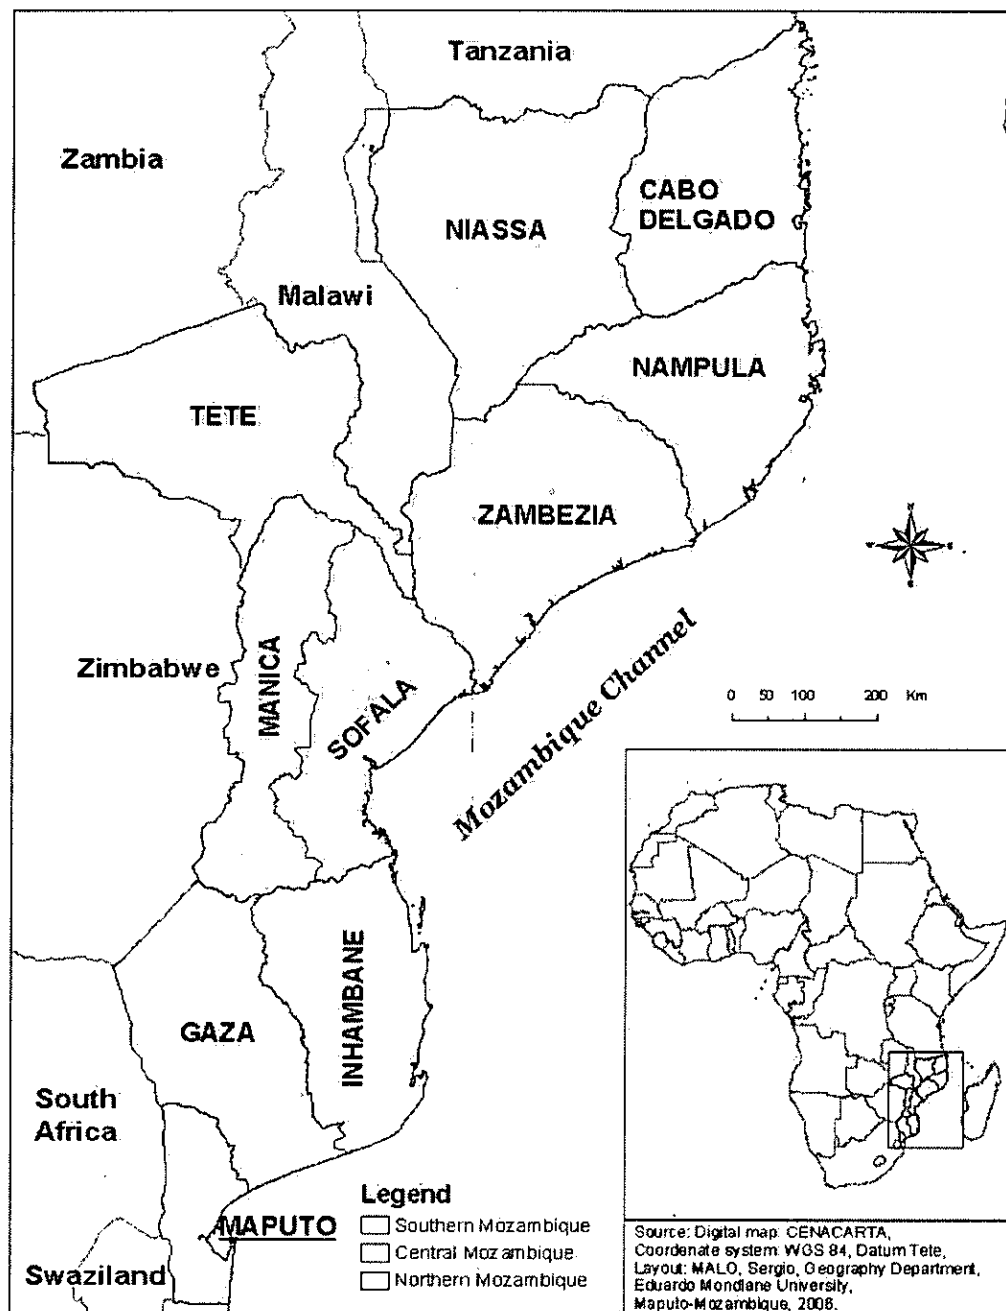 Tanzania
Zambia
CABO
DELGADO
NIASSA
Malawi
NAMPULA
TETE
ZAMBEZIA
Zimbabwe
MANICA
SOFALA
Mozambique Channel
0 50 100 200 Km
INHAMBANE
GAZA
South
Africa
MAPUTO
Swaziland
Legend
Southern Mozambique
Central Mozambique
Northern Mozambique
Source: Digital map: CENACARTA,
Coordenate system: WGS 84, Datum Tete,
Layout: MALO, Sergio, Geography Department,
Eduardo Mondlane University,
Maputo-Mozambique, 2006.